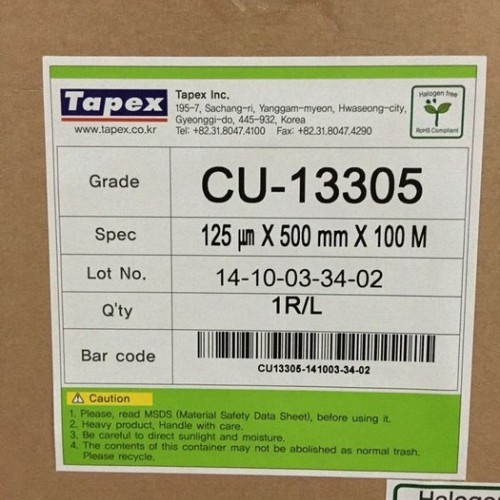 Tapex
www.tapex.co.kr
Tapex Inc.
195-7, Sachang-ri, Yanggam-myeon, Hwaseong-city,
Gyeonggi-do, 445-932, Korea
Tel: +82.31.8047.4100 Fax: +82.31.8047.4290
Halogen free
RoHS Compliant
Grade CU-13305
Spec 125 μm X 500 mm X 100 M
Lot No. 14-10-03-34-02
Q'ty 1R/L
Bar code
CU13305-141003-34-02
Caution
1. Please, read MSDS (Material Safety Data Sheet), before using it.
2. Heavy product, Handle with care.
3. Be careful to direct sunlight and moisture.
4. The contents of this container may not be abolished as normal trash.
Please recycle.